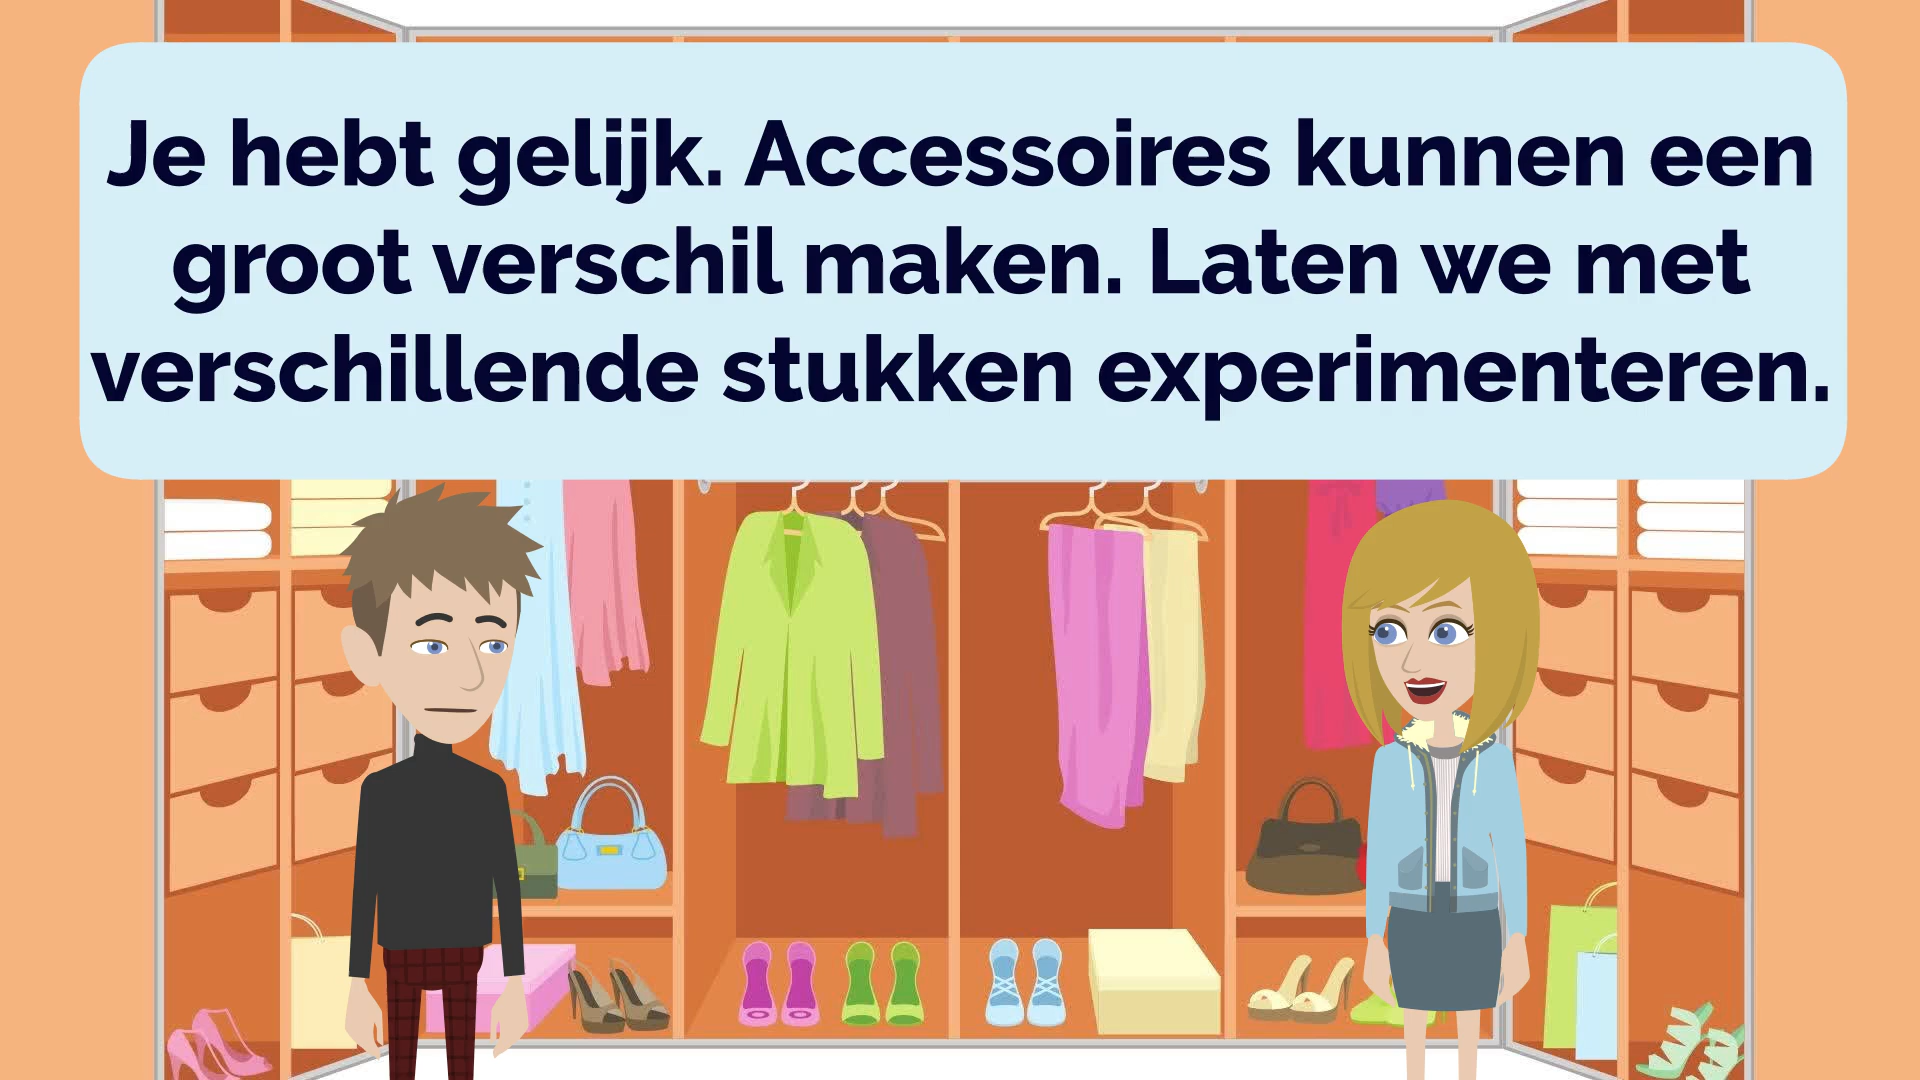 Je hebt gelijk. Accessoires kunnen een
groot verschil maken. Laten we met
verschillende stukken experimenteren.